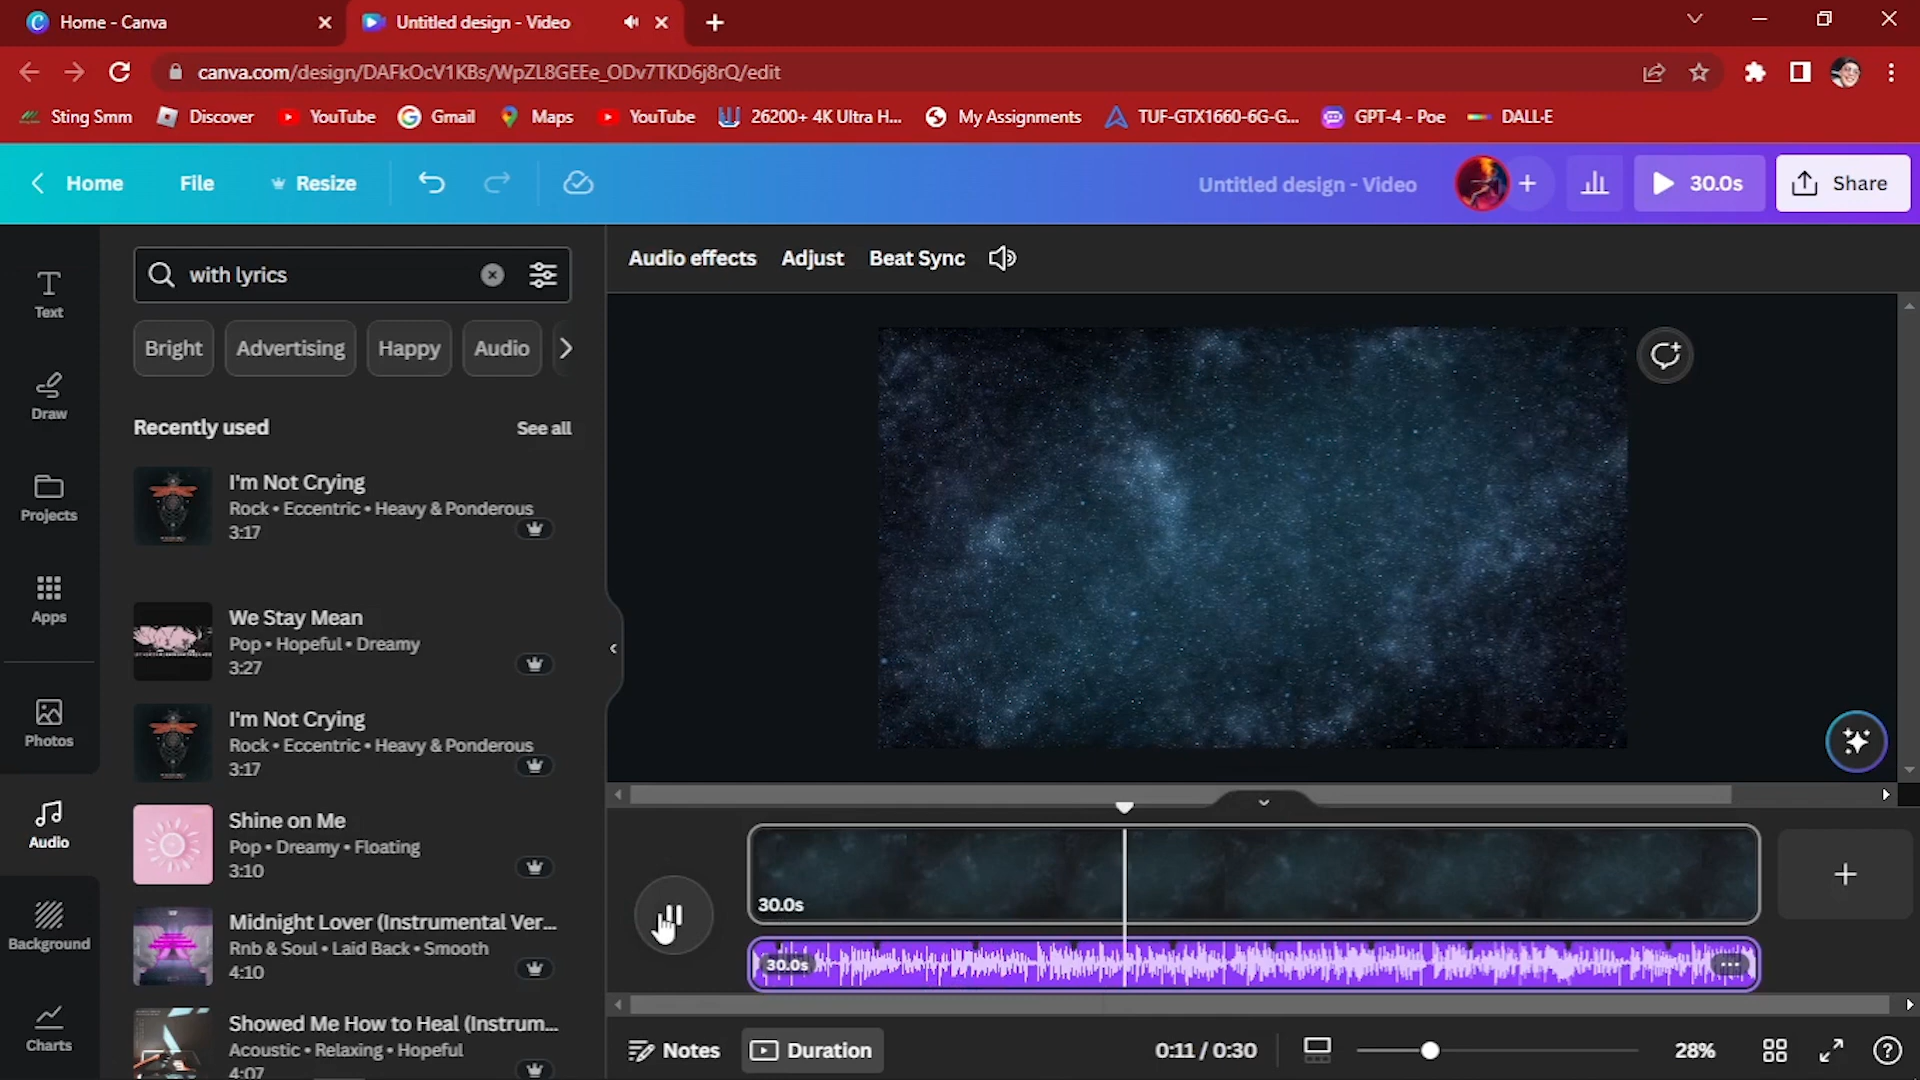 Home - Canva
Untitled design - Video
canva.com/design/DAFkOcV1KBs/WpZL8GEEe_ODv7TKD6j8rQ/edit
Sting Smm
Discover
YouTube
Gmail
Maps
YouTube
26200+ 4K Ultra H...
My Assignments
TUF-GTX1660-6G-G...
GPT-4 - Poe
DALL·E
Home
File
Resize
Untitled design - Video
30.0s
Share
Text
Draw
Projects
Apps
Photos
Audio
Background
Charts
with lyrics
Bright
Advertising
Happy
Audio
Recently used
See all
I'm Not Crying
Rock • Eccentric • Heavy & Ponderous
3:17
We Stay Mean
Pop • Hopeful • Dreamy
3:27
I'm Not Crying
Rock • Eccentric • Heavy & Ponderous
3:17
Shine on Me
Pop • Dreamy • Floating
3:10
Midnight Lover (Instrumental Ver...
Rnb & Soul • Laid Back • Smooth
4:10
Showed Me How to Heal (Instrum...
Acoustic • Relaxing • Hopeful
4:07
Audio effects
Adjust
Beat Sync
30.0s
30.0s
Notes
Duration
0:11 / 0:30
28%